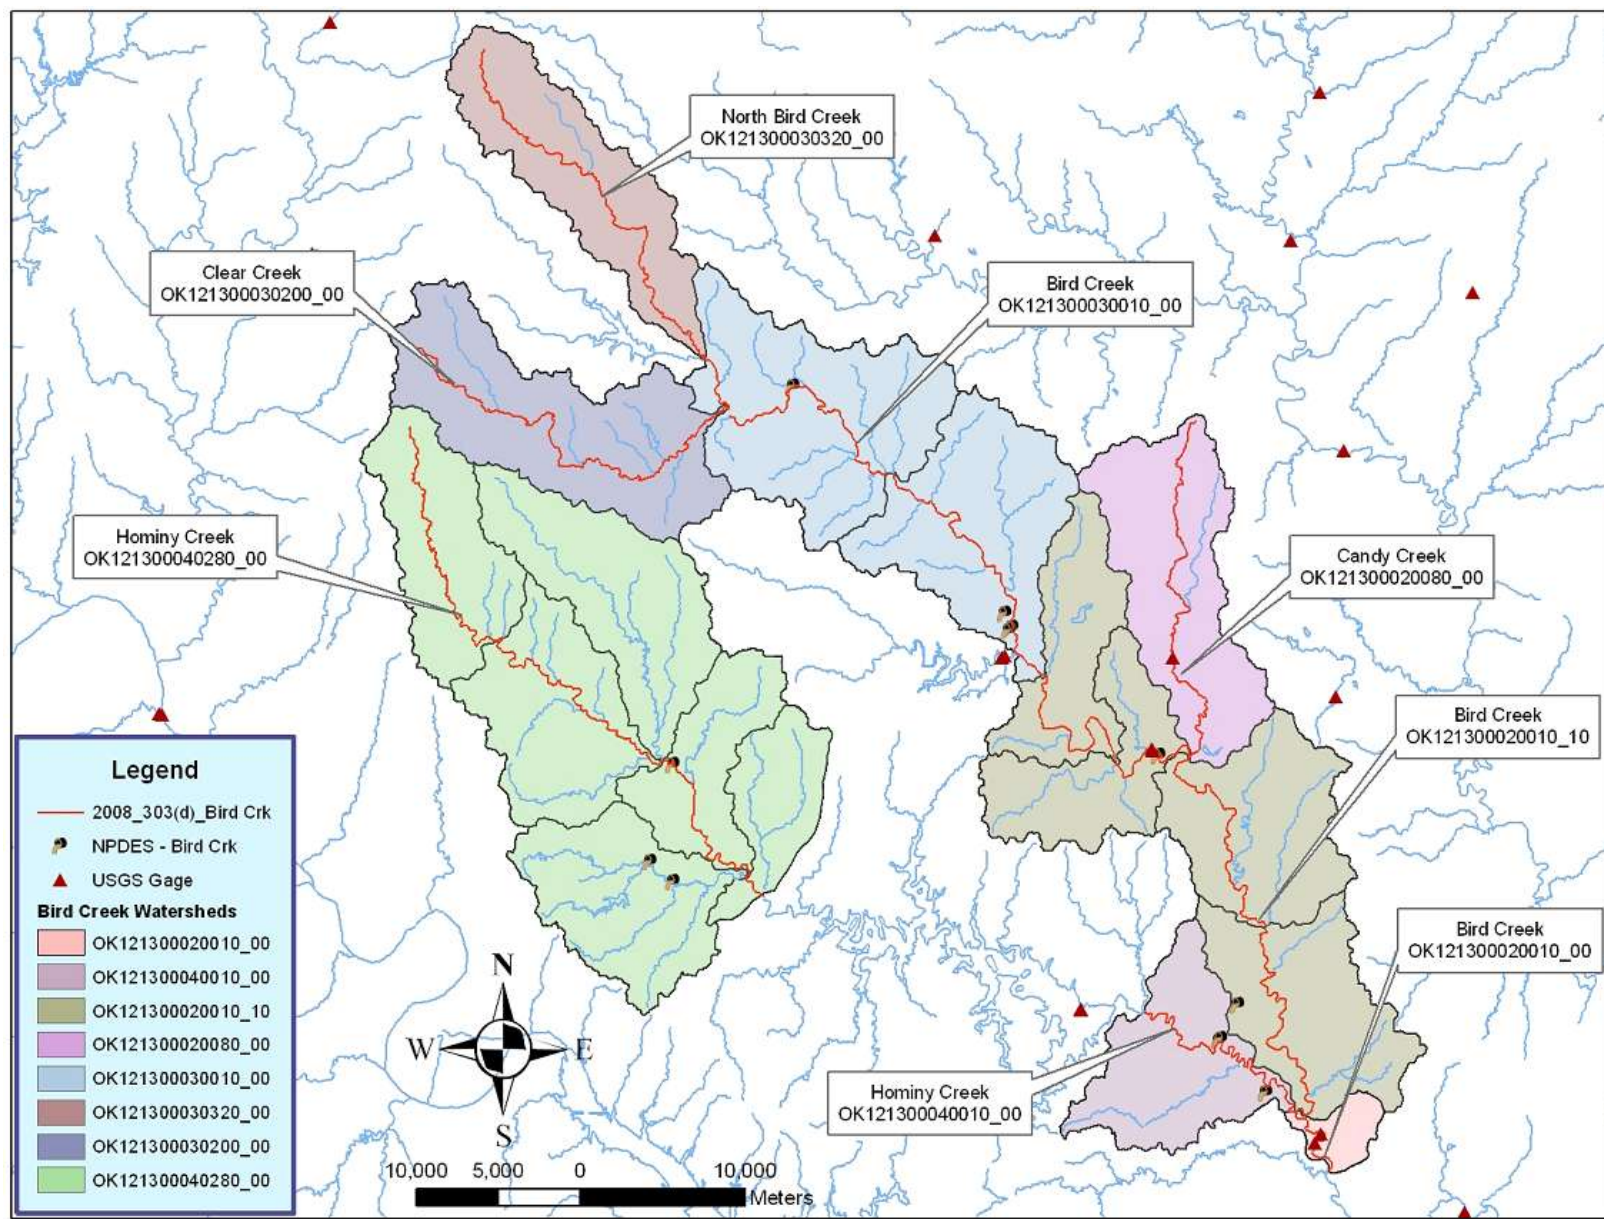 North Bird Creek
OK121300030320_00
Clear Creek
OK121300030200_00
Bird Creek
OK121300030010_00
Hominy Creek
OK121300040280_00
Candy Creek
OK121300020080_00
Bird Creek
OK121300020010_10
Bird Creek
OK121300020010_00
Hominy Creek
OK121300040010_00
Legend
2008_303(d)_Bird Crk
NPDES - Bird Crk
USGS Gage
Bird Creek Watersheds
OK121300020010_00
OK121300040010_00
OK121300020010_10
OK121300020080_00
OK121300030010_00
OK121300030320_00
OK121300030200_00
OK121300040280_00
N
W E
S
10,000 5,000 0 10,000
Meters